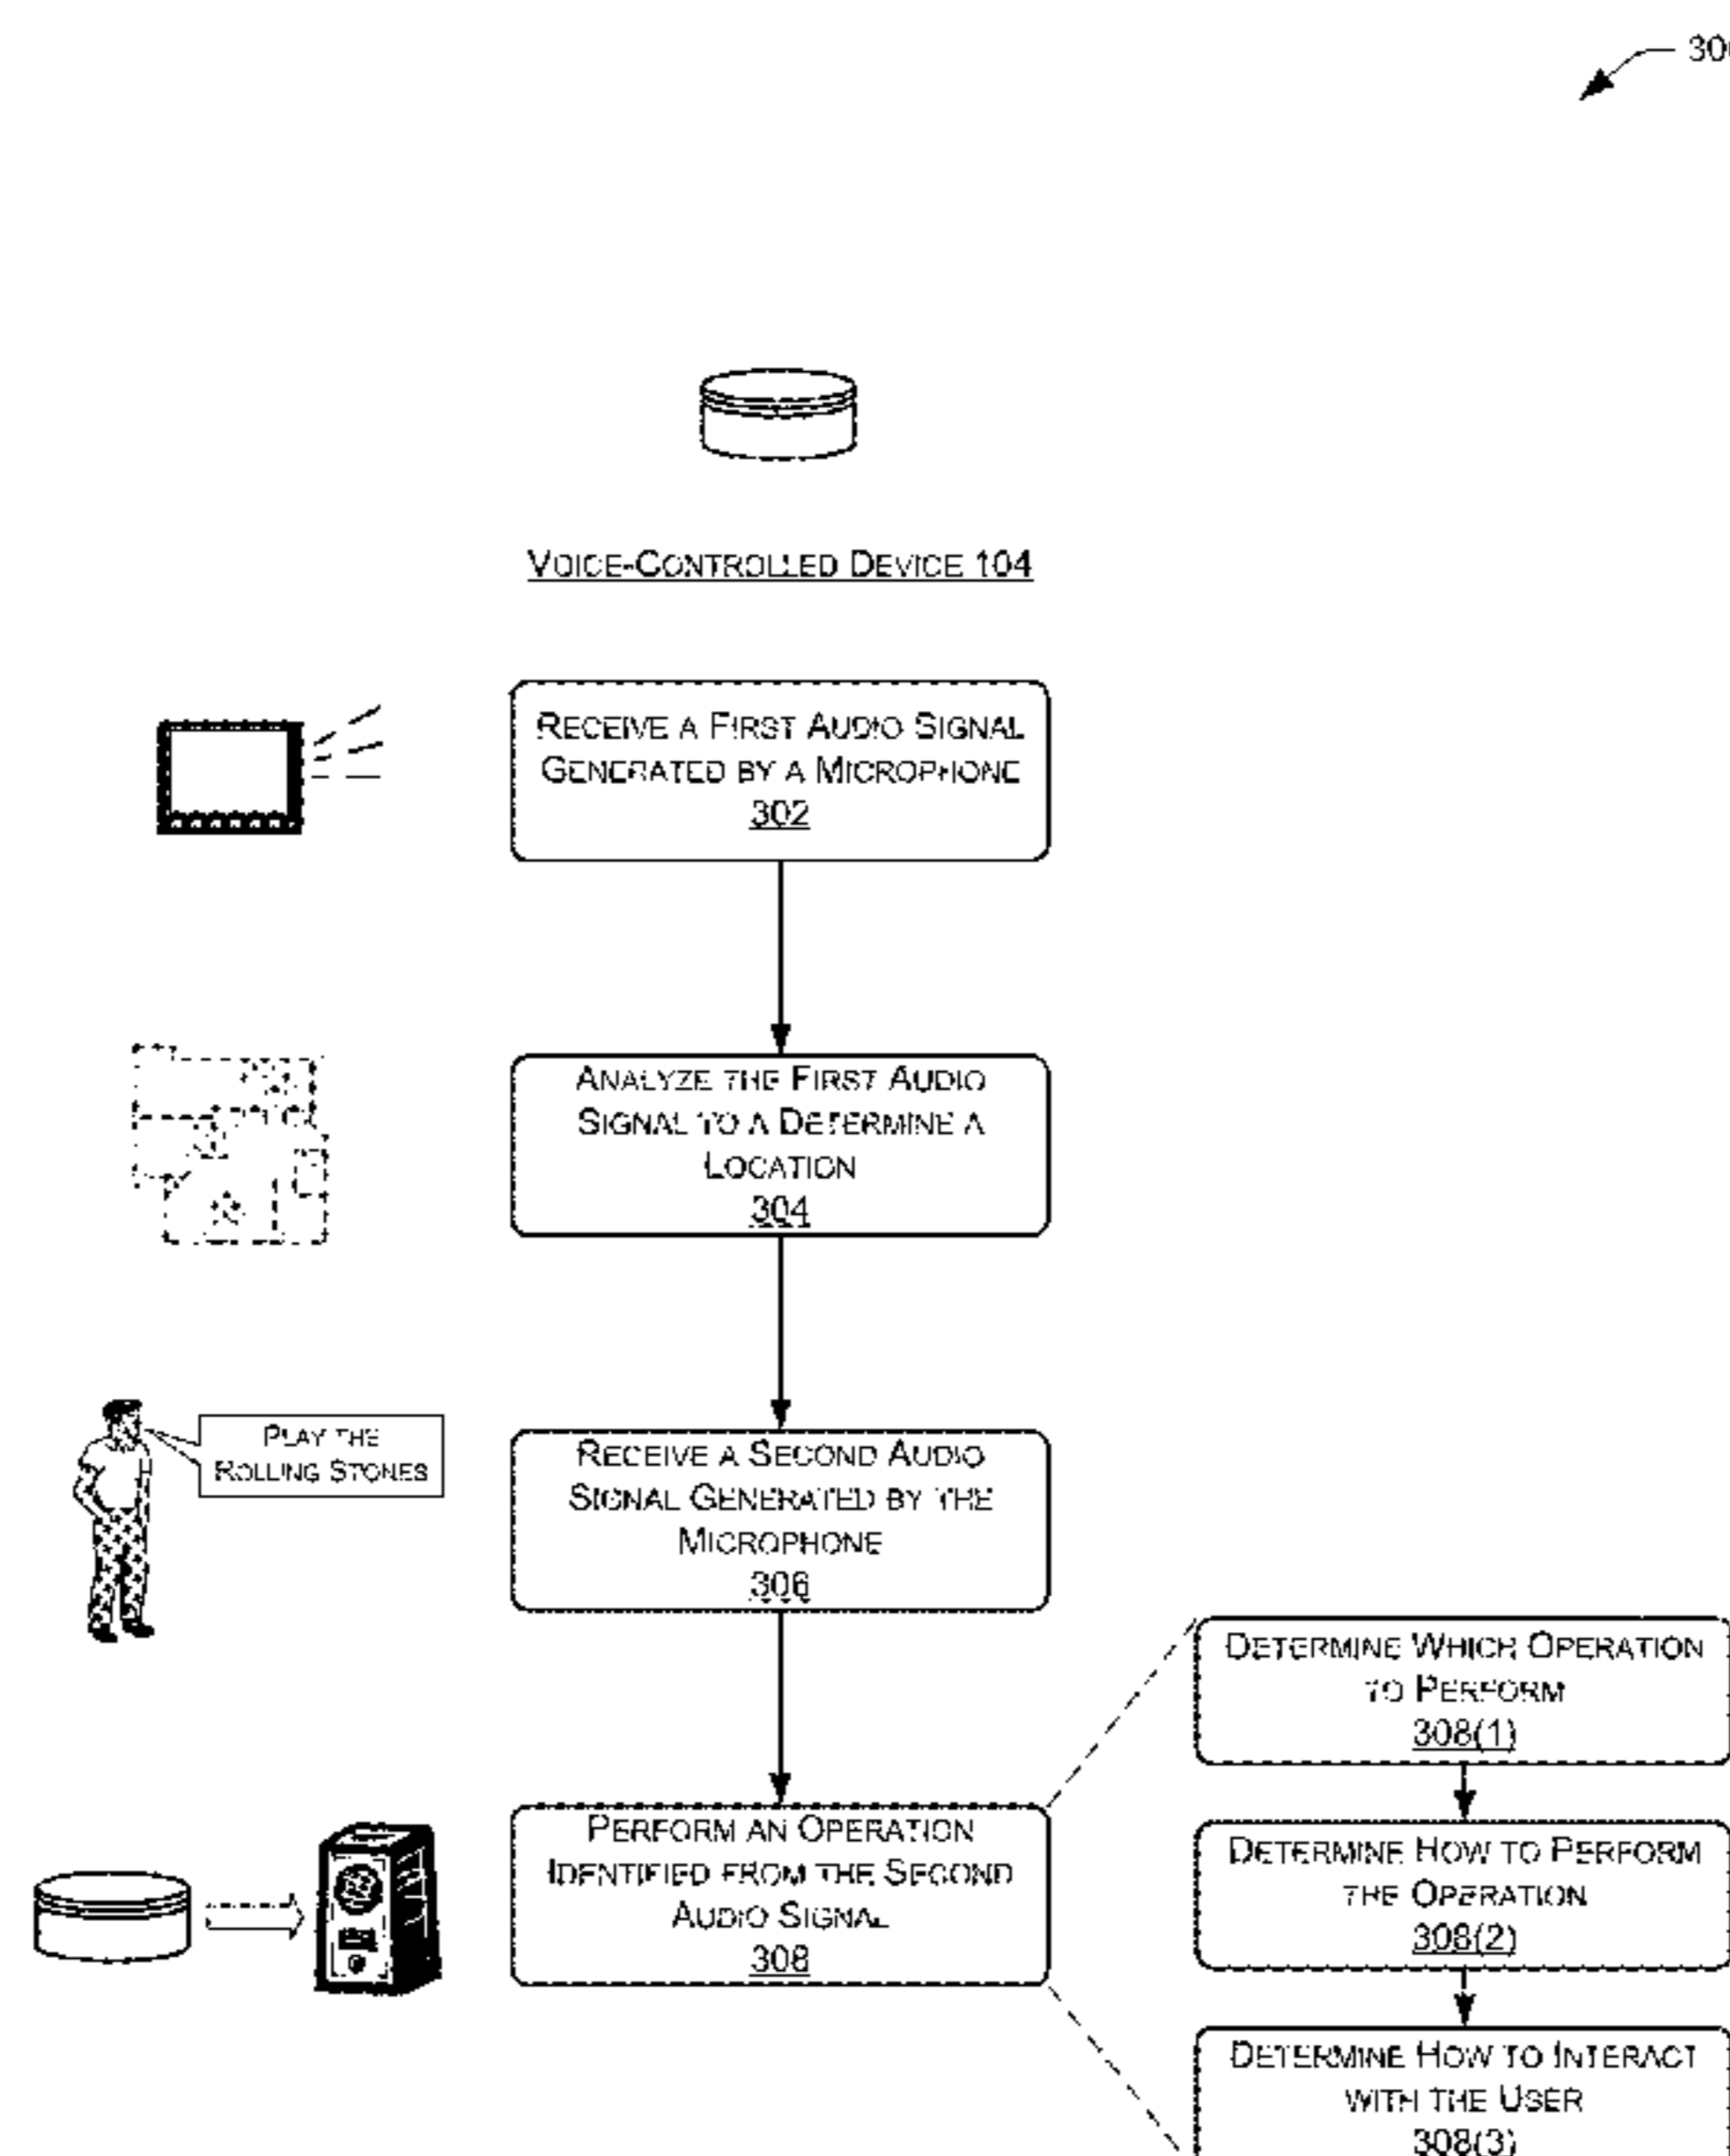 300
VOICE-CONTROLLED DEVICE 104
RECEIVE A FIRST AUDIO SIGNAL
GENERATED BY A MICROPHONE
302
ANALYZE THE FIRST AUDIO
SIGNAL TO A DETERMINE A
LOCATION
304
PLAY THE
ROLLING STONES
RECEIVE A SECOND AUDIO
SIGNAL GENERATED BY THE
MICROPHONE
306
PERFORM AN OPERATION
IDENTIFIED FROM THE SECOND
AUDIO SIGNAL
308
DETERMINE WHICH OPERATION
TO PERFORM
308(1)
DETERMINE HOW TO PERFORM
THE OPERATION
308(2)
DETERMINE HOW TO INTERACT
WITH THE USER
308(3)